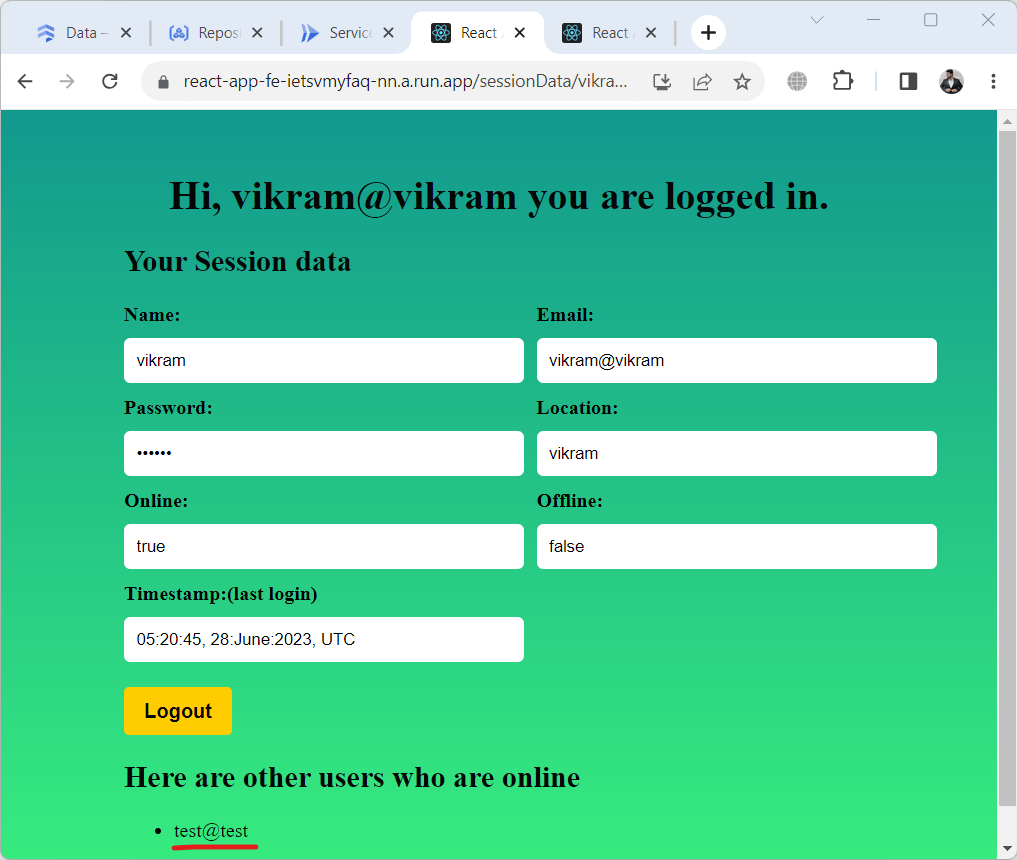 Data –
Reposi
Service
React
React
react-app-fe-ietsvmyfaq-nn.a.run.app/sessionData/vikra...
Hi, vikram@vikram you are logged in.
Your Session data
Name:
Email:
vikram
vikram@vikram
Password:
Location:
••••••
vikram
Online:
Offline:
true
false
Timestamp:(last login)
05:20:45, 28:June:2023, UTC
Logout
Here are other users who are online
• test@test